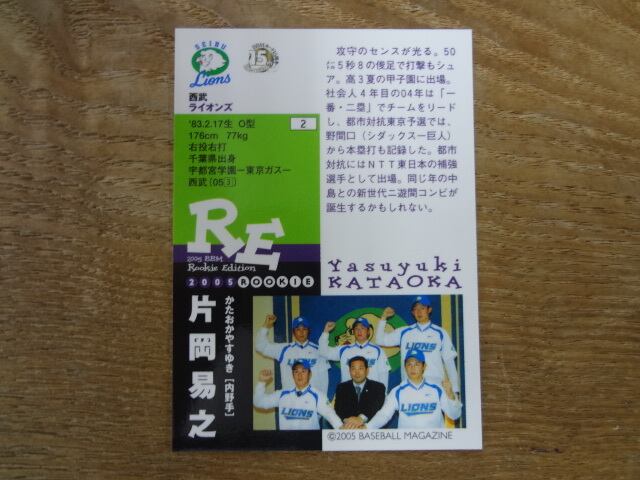 SEIBU
Lions
15
西武
ライオンズ
'83.2.17生 O型
2
176cm 77kg
右投右打
千葉県出身
宇都宮学園ー東京ガスー
西武(05③)
攻守のセンスが光る。50
㍍5秒8の俊足で打撃もシュ
ア。高3夏の甲子園に出場。
社会人4年目の04年は「一
番・二塁」でチームをリード
し、都市対抗東京予選では、
野間口(シダックスー巨人)
から本塁打も記録した。都市
対抗にはNTT東日本の補強
選手として出場。同じ年の中
島との新世代二遊間コンビが
誕生するかもしれない。
RE
2005 BBM
Rookie Edition
2005 ROOKIE
Yasuyuki
KATAOKA
片岡易之
かたおかやすゆき[内野手]
LIONS
LIONS
LIONS
LIONS
LIONS
©2005 BASEBALL MAGAZINE